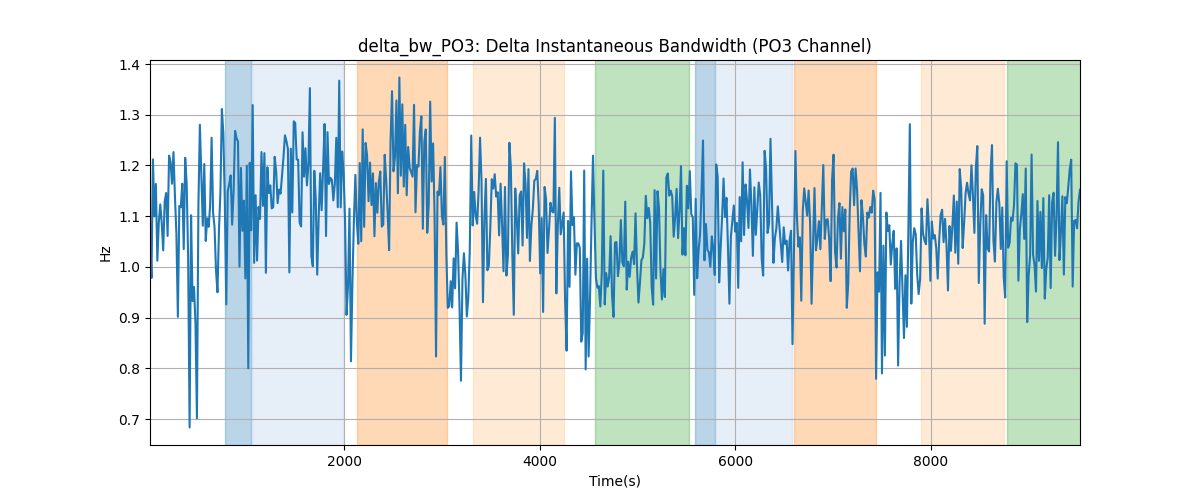 delta_bw_PO3: Delta Instantaneous Bandwidth (PO3 Channel)
1.4
1.3
1.2
1.1
1.0
0.9
0.8
0.7
Hz
2000 4000 6000 8000
Time(s)